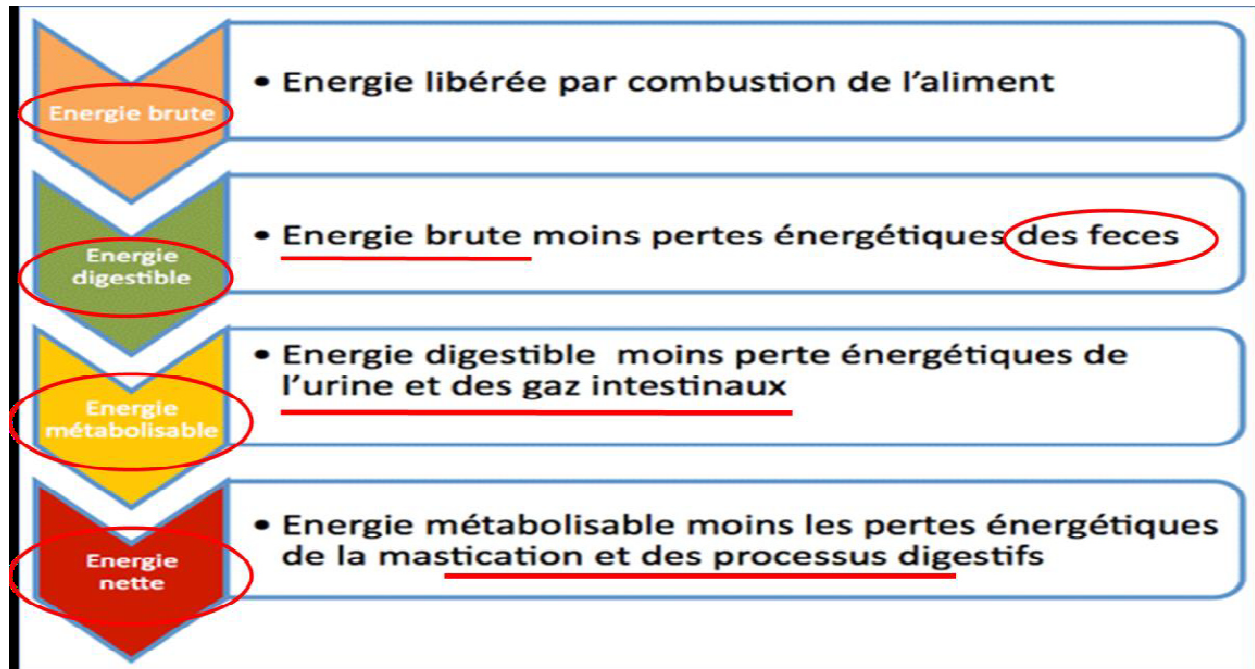 Energie brute
• Energie libérée par combustion de l'aliment
Energie
digestible
• Energie brute moins pertes énergétiques des feces
Energie
métabolisable
• Energie digestible moins perte énergétiques de
l'urine et des gaz intestinaux
Energie
nette
• Energie métabolisable moins les pertes énergétiques
de la mastication et des processus digestifs